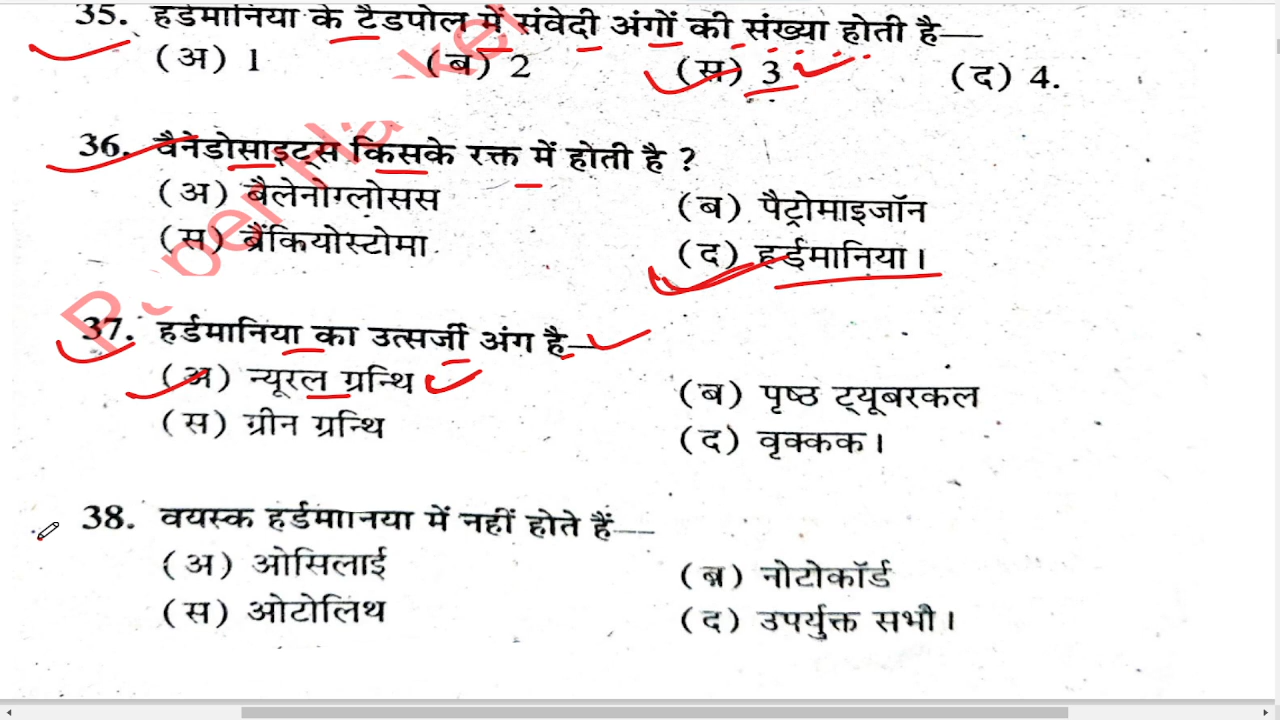 35. हर्डमानिया के टैडपोल में संवेदी अंगों की संख्या होती है—
(अ) 1 (ब) 2 (स) 3 (द) 4.
36. वैनेडोसाइट्स किसके रक्त में होती है ?
(अ) बैलेनोग्लोसस (ब) पैट्रोमाइजॉन
(स) ब्रैंकियोस्टोमा (द) हर्डमानिया।
37. हर्डमानिया का उत्सर्जी अंग है—
(अ) न्यूरल ग्रन्थि (ब) पृष्ठ ट्यूबरकल
(स) ग्रीन ग्रन्थि (द) वृक्कक।
38. वयस्क हर्डमानिया में नहीं होते हैं—
(अ) ओसिलाई (ब) नोटोकॉर्ड
(स) ओटोलिथ (द) उपर्युक्त सभी।